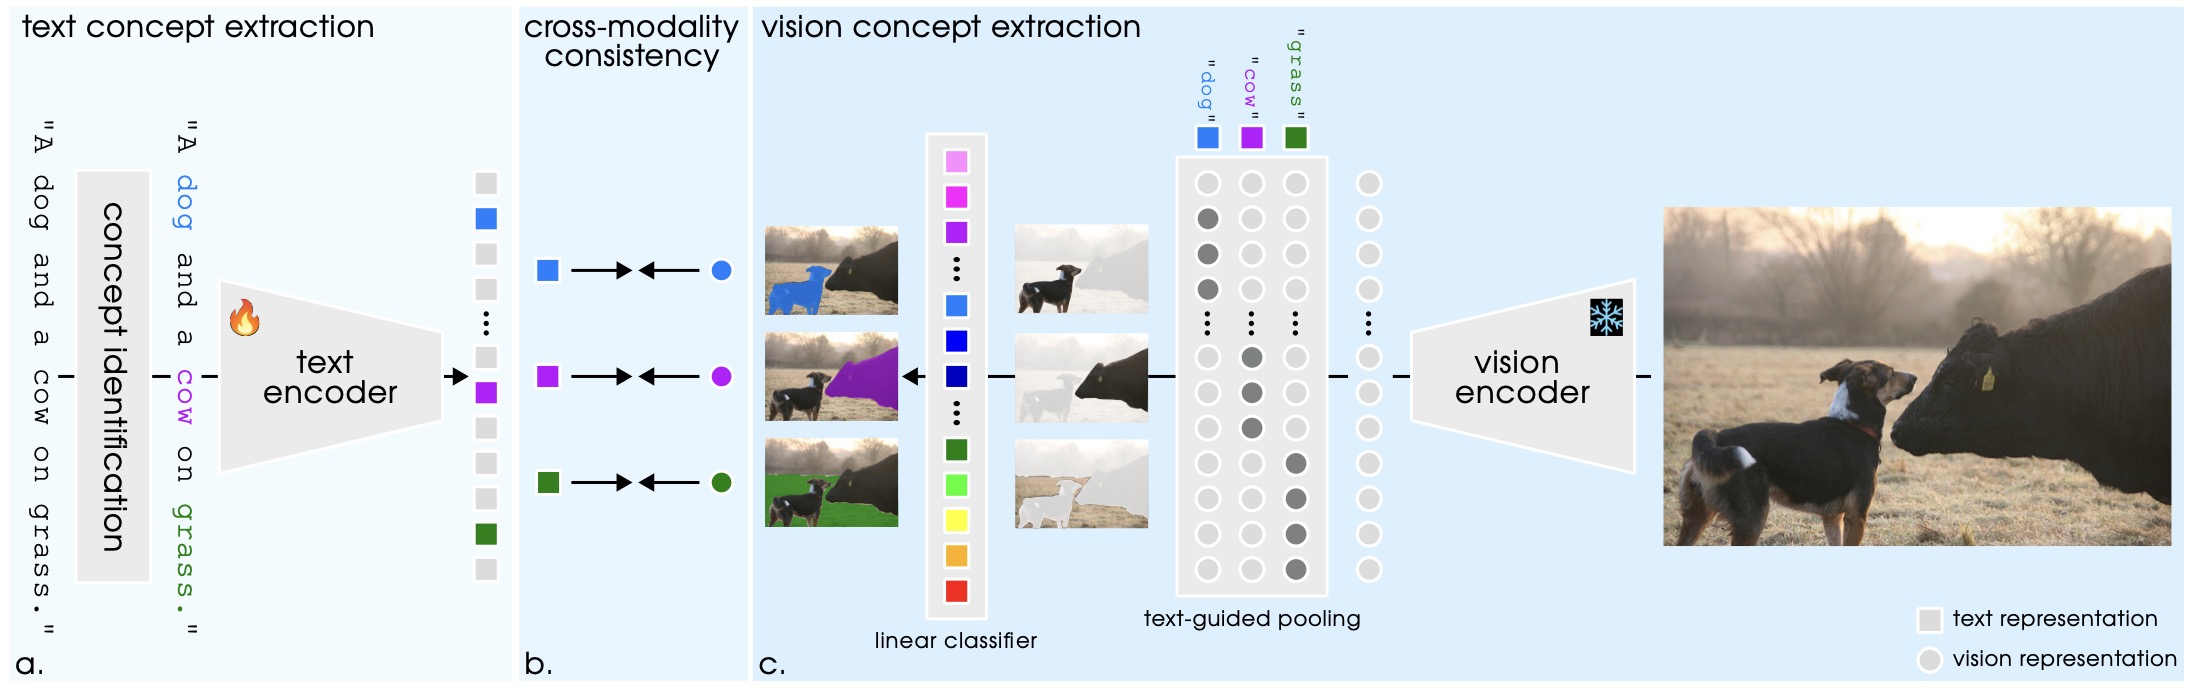 text concept extraction
"A dog and a cow on grass."
concept identification
"A dog and a cow on grass."
text
encoder
a.
cross-modality
consistency
b.
vision concept extraction
"dog"
"cow"
"grass"
linear classifier
text-guided pooling
vision
encoder
text representation
vision representation
c.